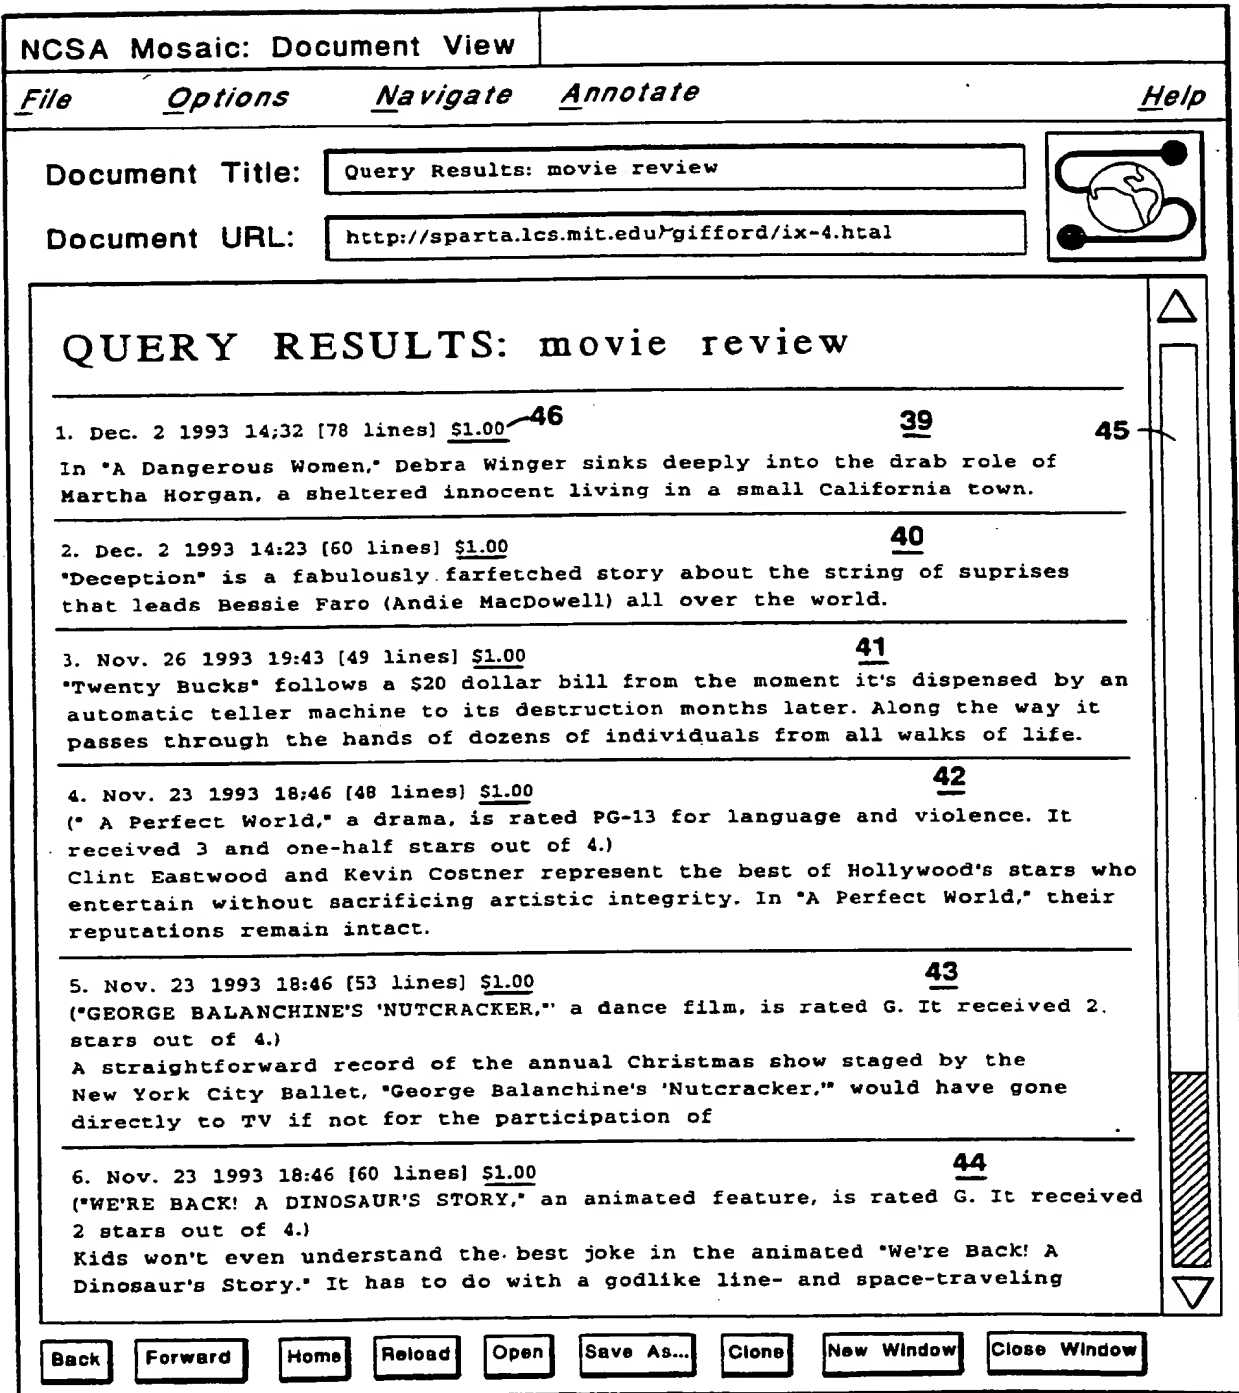 NCSA Mosaic: Document View
File Options Navigate Annotate Help
Document Title: Query Results: movie review
Document URL: http://sparta.lcs.mit.edu/~gifford/ix-4.htal
QUERY RESULTS: movie review
1. Dec. 2 1993 14;32 [78 lines] $1.00 46 39 45
In "A Dangerous Women," Debra Winger sinks deeply into the drab role of
Martha Horgan, a sheltered innocent living in a small California town.
2. Dec. 2 1993 14:23 [60 lines] $1.00 40
"Deception" is a fabulously farfetched story about the string of suprises
that leads Bessie Faro (Andie MacDowell) all over the world.
3. Nov. 26 1993 19:43 [49 lines] $1.00 41
"Twenty Bucks" follows a $20 dollar bill from the moment it's dispensed by an
automatic teller machine to its destruction months later. Along the way it
passes through the hands of dozens of individuals from all walks of life.
4. Nov. 23 1993 18;46 [48 lines] $1.00 42
(" A Perfect World," a drama, is rated PG-13 for language and violence. It
received 3 and one-half stars out of 4.)
Clint Eastwood and Kevin Costner represent the best of Hollywood's stars who
entertain without sacrificing artistic integrity. In "A Perfect World," their
reputations remain intact.
5. Nov. 23 1993 18:46 [53 lines] $1.00 43
("GEORGE BALANCHINE'S 'NUTCRACKER,"' a dance film, is rated G. It received 2
stars out of 4.)
A straightforward record of the annual Christmas show staged by the
New York City Ballet, "George Balanchine's 'Nutcracker,'" would have gone
directly to TV if not for the participation of
6. Nov. 23 1993 18:46 [60 lines] $1.00 44
("WE'RE BACK! A DINOSAUR'S STORY," an animated feature, is rated G. It received
2 stars out of 4.)
Kids won't even understand the best joke in the animated "We're Back! A
Dinosaur's Story." It has to do with a godlike line- and space-traveling
Back Forward Home Reload Open Save As... Clone New Window Close Window